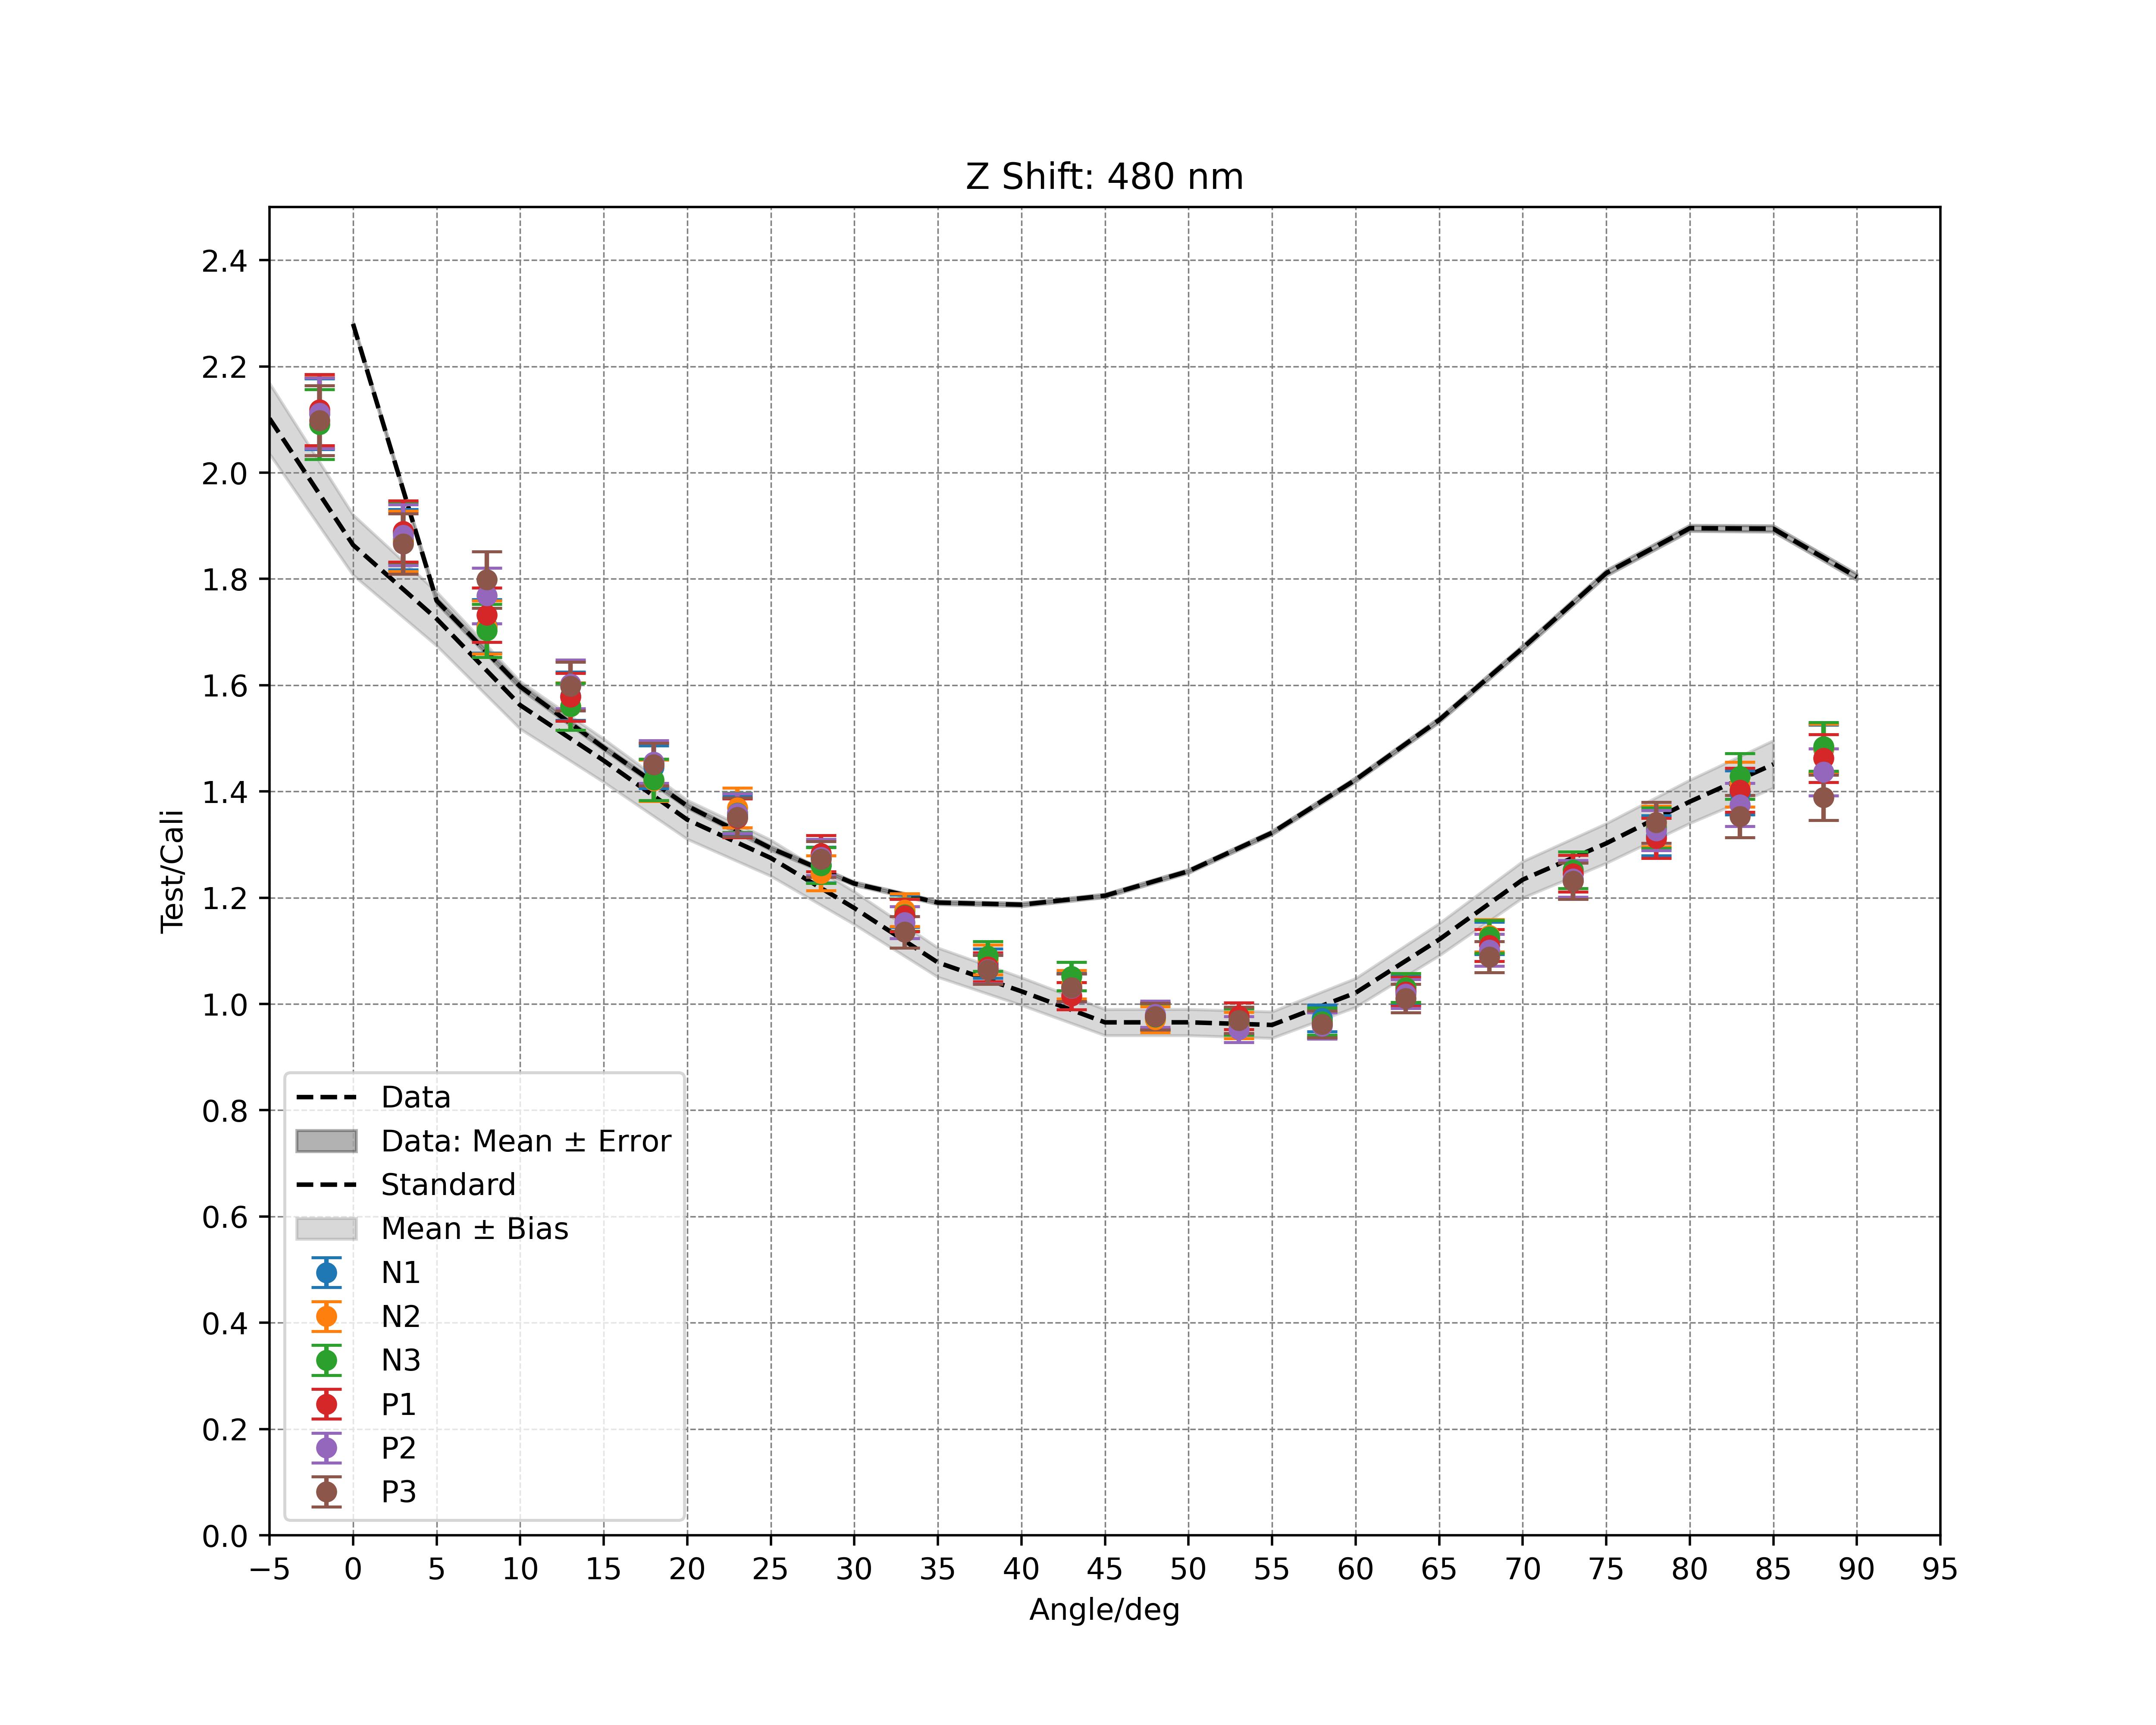 Z Shift: 480 nm
Test/Cali
2.4
2.2
2.0
1.8
1.6
1.4
1.2
1.0
0.8
0.6
0.4
0.2
0.0
Data
Data: Mean ± Error
Standard
Mean ± Bias
N1
N2
N3
P1
P2
P3
−5 0 5 10 15 20 25 30 35 40 45 50 55 60 65 70 75 80 85 90 95
Angle/deg